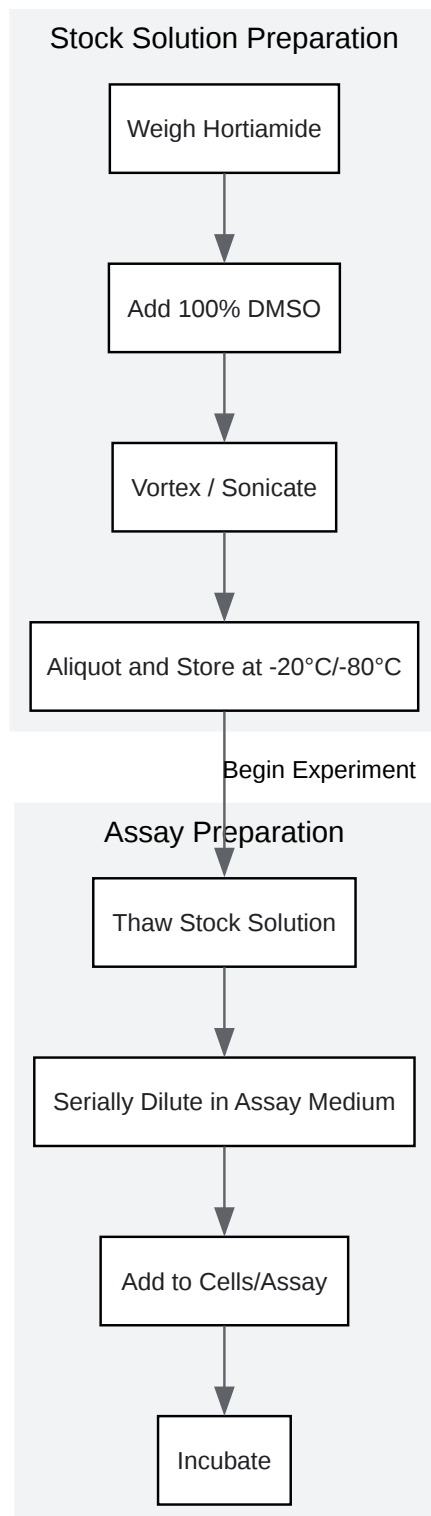 Stock Solution Preparation
Weigh Hortiamide
Add 100% DMSO
Vortex / Sonicate
Aliquot and Store at -20°C/-80°C
Begin Experiment
Assay Preparation
Thaw Stock Solution
Serially Dilute in Assay Medium
Add to Cells/Assay
Incubate